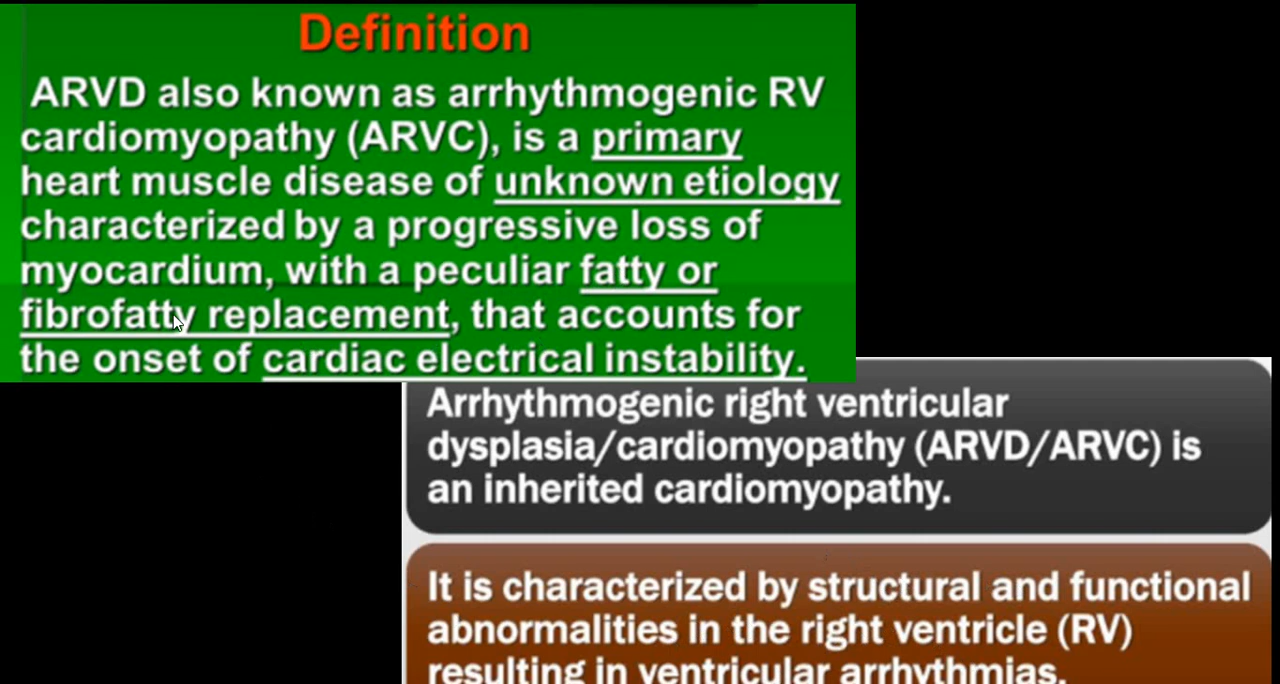 Definition
ARVD also known as arrhythmogenic RV
cardiomyopathy (ARVC), is a primary
heart muscle disease of unknown etiology
characterized by a progressive loss of
myocardium, with a peculiar fatty or
fibrofatty replacement, that accounts for
the onset of cardiac electrical instability.
Arrhythmogenic right ventricular
dysplasia/cardiomyopathy (ARVD/ARVC) is
an inherited cardiomyopathy.
It is characterized by structural and functional
abnormalities in the right ventricle (RV)
resulting in ventricular arrhythmias.